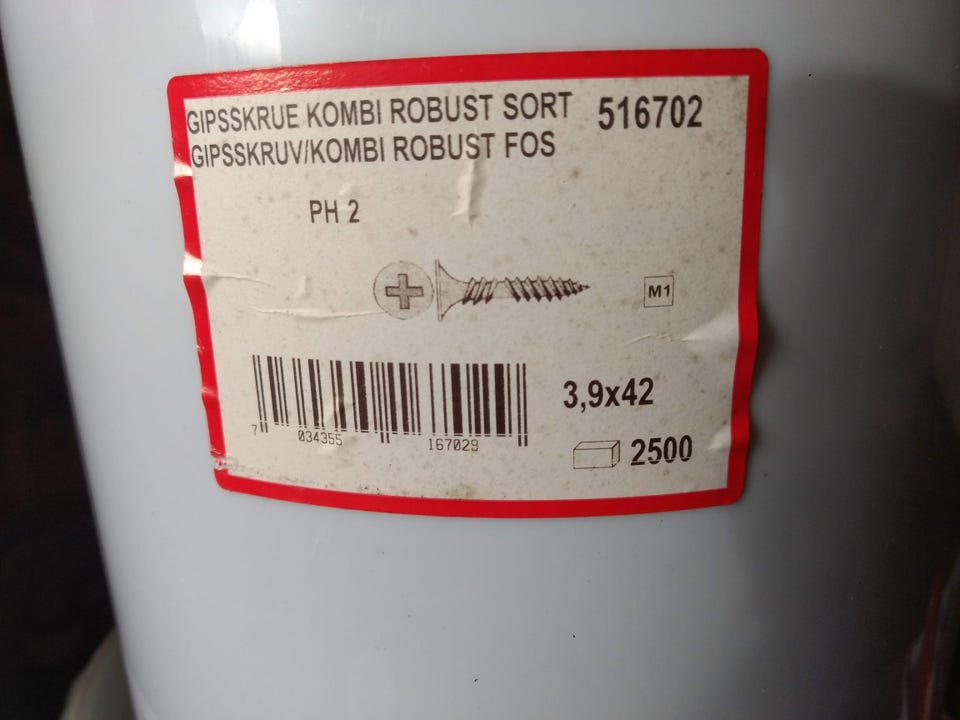 GIPSSKRUE KOMBI ROBUST SORT 516702
GIPSSKRUV/KOMBI ROBUST FOS
PH 2
M1
7 034355 167029
3,9x42
2500